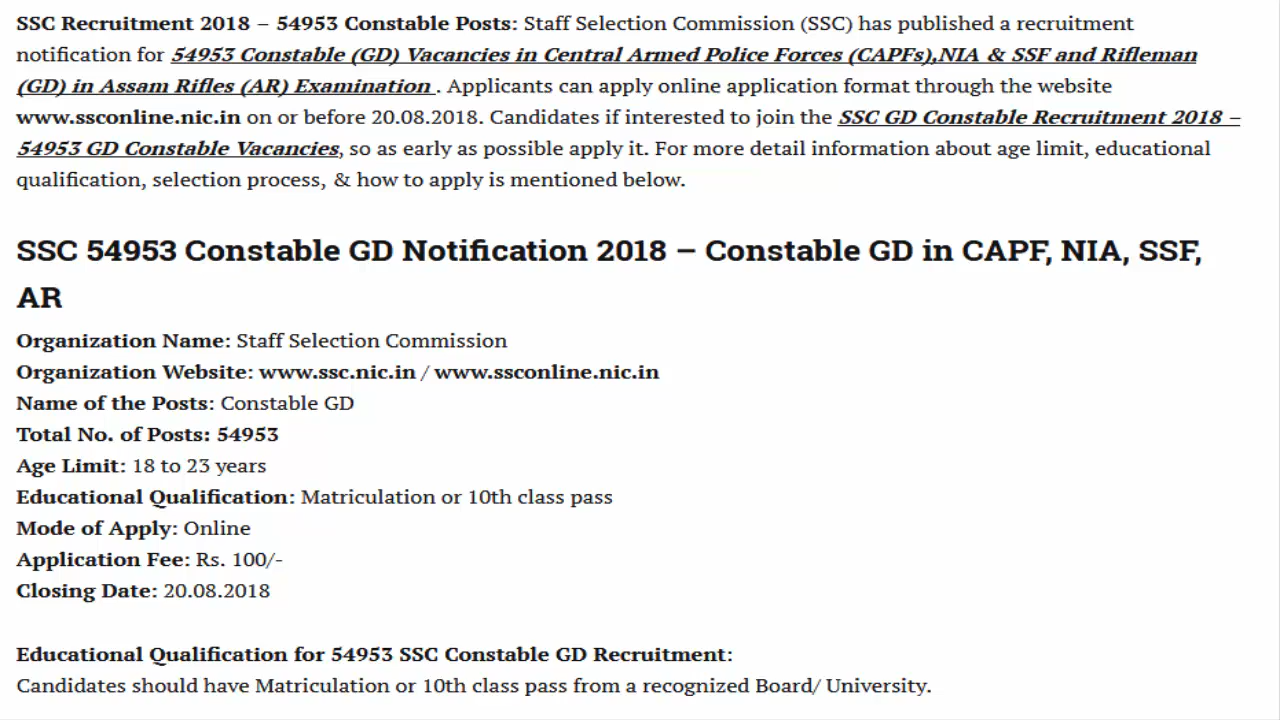 SSC Recruitment 2018 – 54953 Constable Posts: Staff Selection Commission (SSC) has published a recruitment
notification for 54953 Constable (GD) Vacancies in Central Armed Police Forces (CAPFs),NIA & SSF and Rifleman
(GD) in Assam Rifles (AR) Examination . Applicants can apply online application format through the website
www.ssconline.nic.in on or before 20.08.2018. Candidates if interested to join the SSC GD Constable Recruitment 2018 –
54953 GD Constable Vacancies, so as early as possible apply it. For more detail information about age limit, educational
qualification, selection process, & how to apply is mentioned below.
SSC 54953 Constable GD Notification 2018 – Constable GD in CAPF, NIA, SSF,
AR
Organization Name: Staff Selection Commission
Organization Website: www.ssc.nic.in / www.ssconline.nic.in
Name of the Posts: Constable GD
Total No. of Posts: 54953
Age Limit: 18 to 23 years
Educational Qualification: Matriculation or 10th class pass
Mode of Apply: Online
Application Fee: Rs. 100/-
Closing Date: 20.08.2018
Educational Qualification for 54953 SSC Constable GD Recruitment:
Candidates should have Matriculation or 10th class pass from a recognized Board/ University.